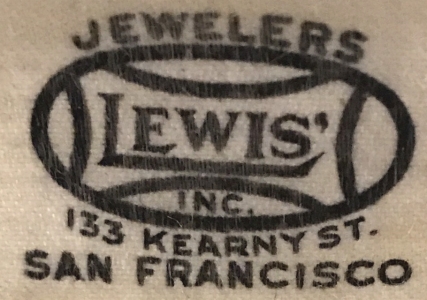 JEWELERS
LEWIS'
INC.
133 KEARNY ST.
SAN FRANCISCO